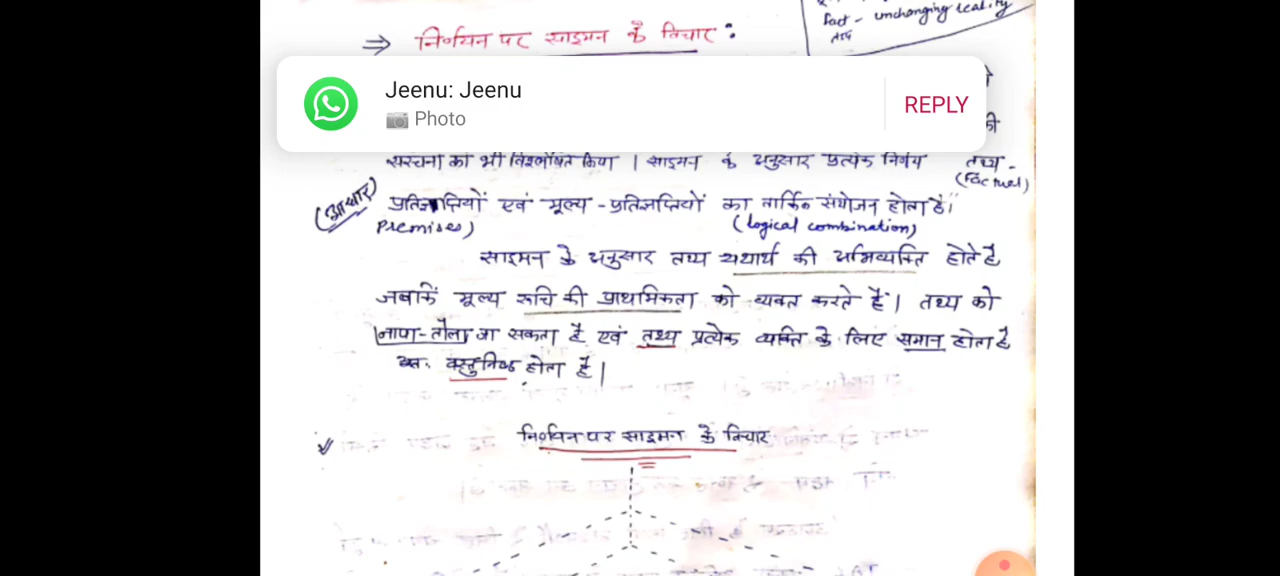 fact - unchanging reality
⇒ निर्णयन पर साइमन के विचार :
Jeenu: Jeenu
Photo
REPLY
ने
की
संरचना को भी विश्लेषित किया । साइमन के अनुसार प्रत्येक निर्णय तथ्य -
(factual)
(आधार) प्रतिज्ञप्तियों एवं मूल्य - प्रतिज्ञप्तियों का तार्किक संयोजन होता है।"
Premises) (logical combination)
साइमन के अनुसार तथ्य यथार्थ की अभिव्यक्ति होते है
जबकि मूल्य रूचि की प्राथमिकता को व्यक्त करते हैं। तथ्य को
नापा-तौला जा सकता है एवं तथ्य प्रत्येक व्यक्ति के लिए समान होता है
अतः वस्तुनिष्ठ होता है।
निर्णयन पर साइमन के विचार